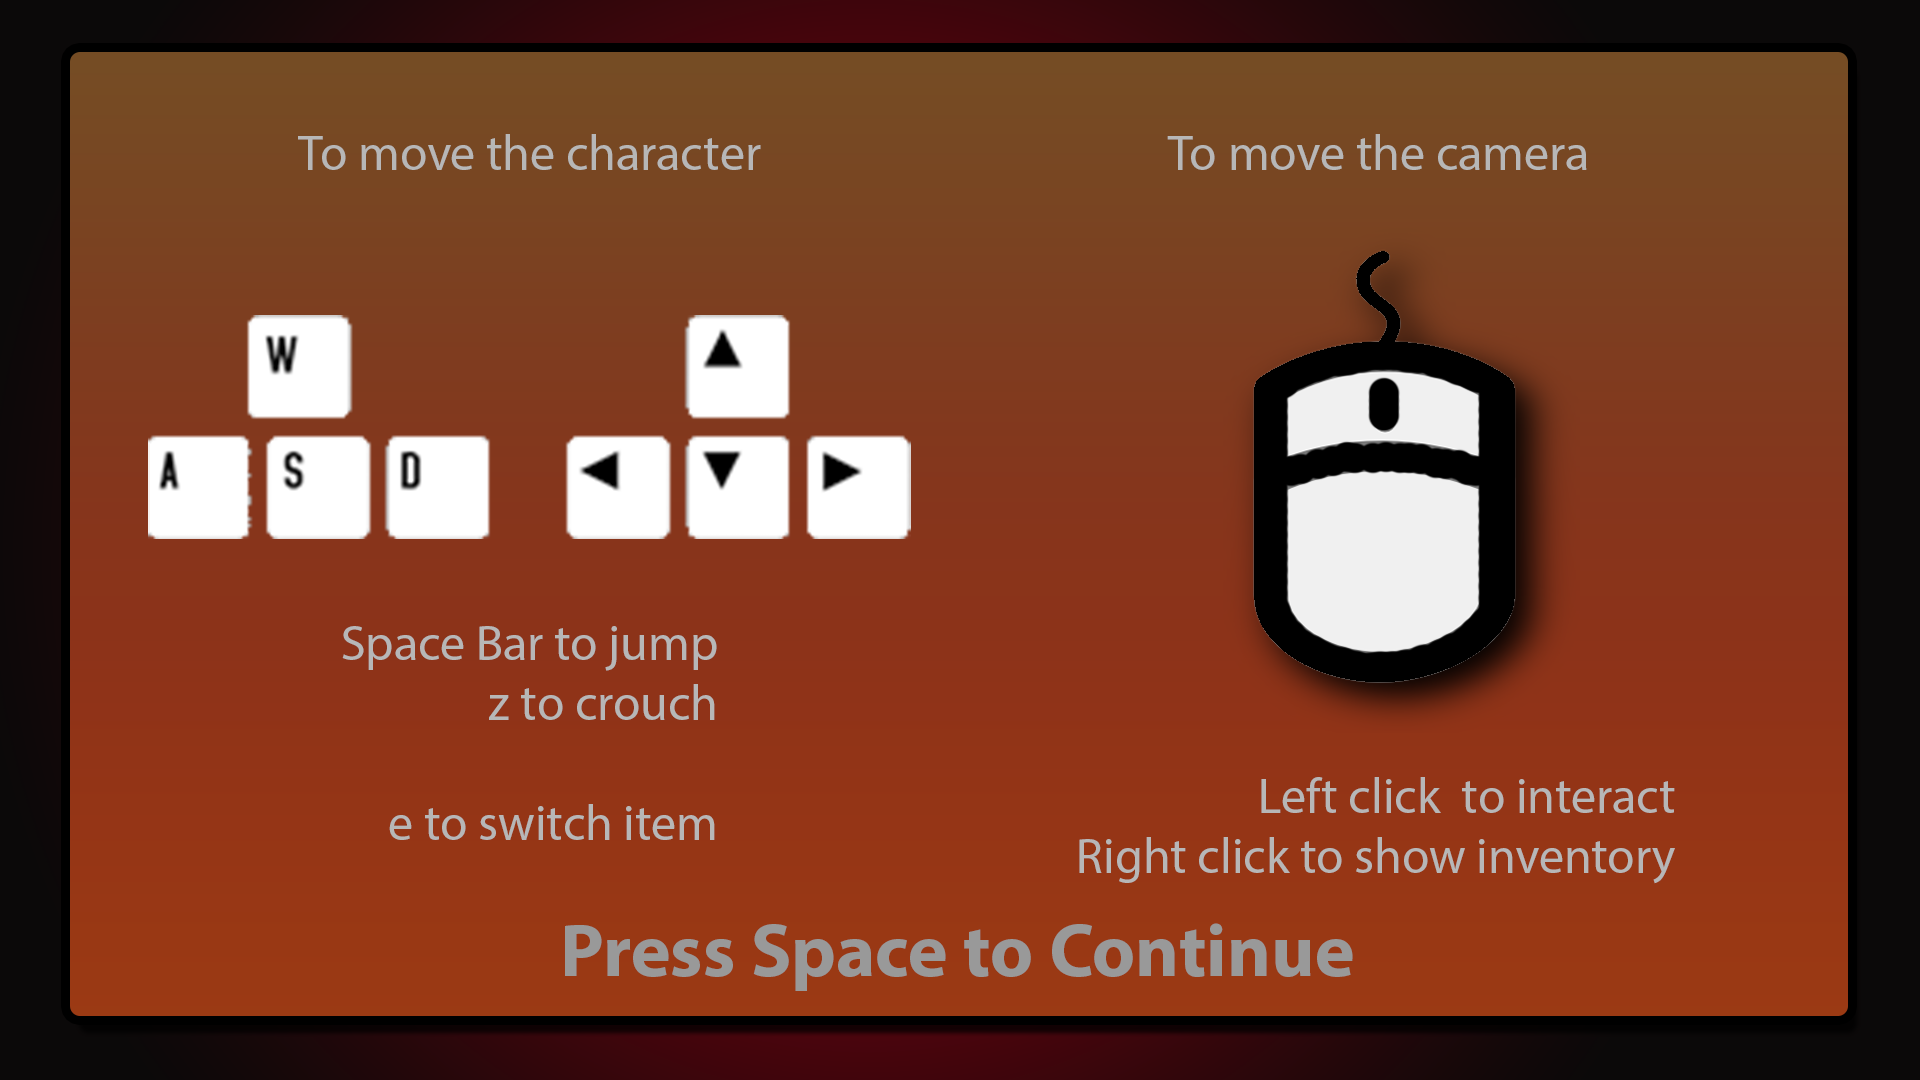 To move the character
To move the camera
W
A S D
Space Bar to jump
z to crouch
e to switch item
Left click  to interact
Right click to show inventory
Press Space to Continue